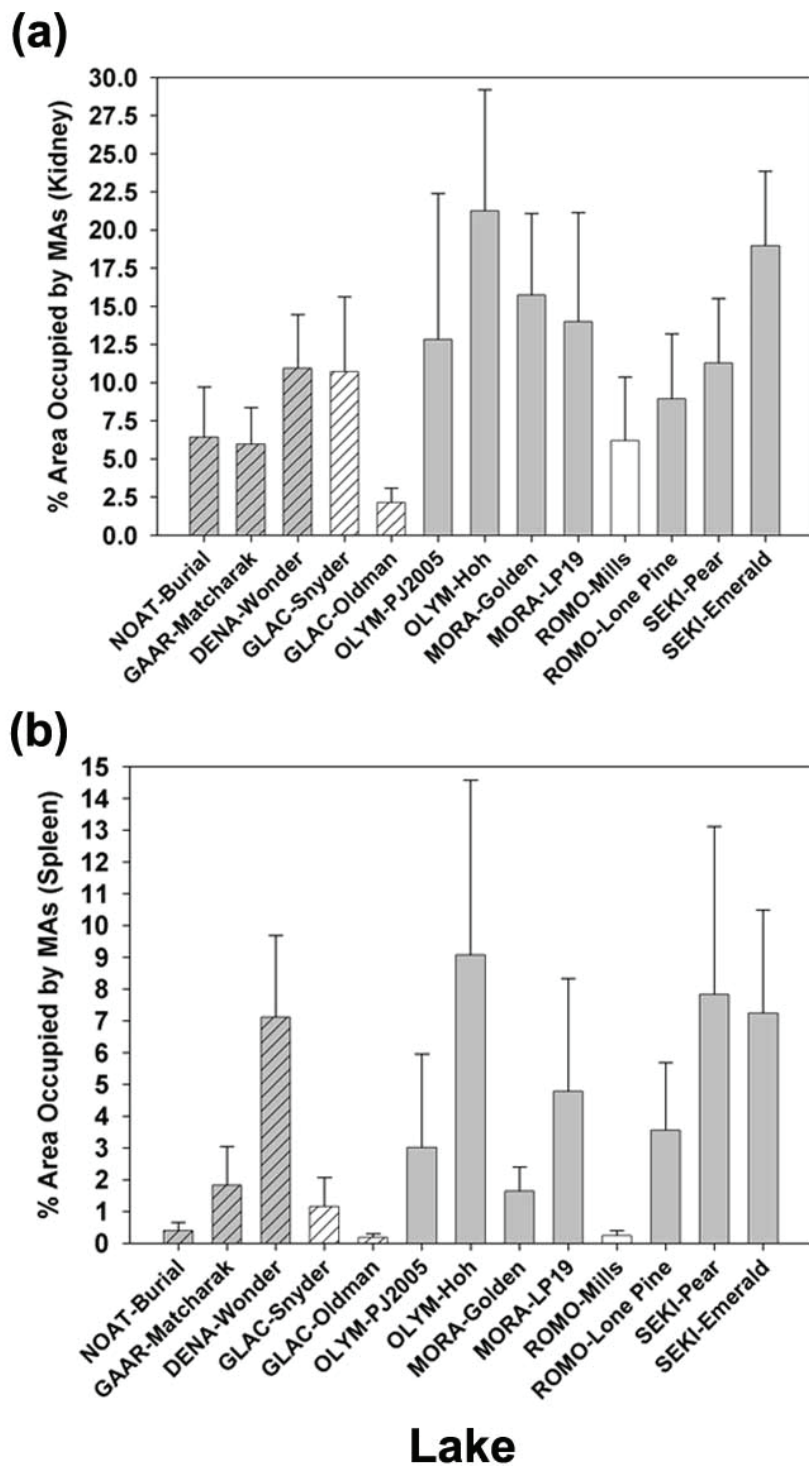 (a)
% Area Occupied by MAs (Kidney)
30.0
27.5
25.0
22.5
20.0
17.5
15.0
12.5
10.0
7.5
5.0
2.5
0.0
NOAT-Burial
GAAR-Matcharak
DENA-Wonder
GLAC-Snyder
GLAC-Oldman
OLYM-PJ2005
OLYM-Hoh
MORA-Golden
MORA-LP19
ROMO-Mills
ROMO-Lone Pine
SEKI-Pear
SEKI-Emerald
(b)
% Area Occupied by MAs (Spleen)
15
14
13
12
11
10
9
8
7
6
5
4
3
2
1
0
NOAT-Burial
GAAR-Matcharak
DENA-Wonder
GLAC-Snyder
GLAC-Oldman
OLYM-PJ2005
OLYM-Hoh
MORA-Golden
MORA-LP19
ROMO-Mills
ROMO-Lone Pine
SEKI-Pear
SEKI-Emerald
Lake